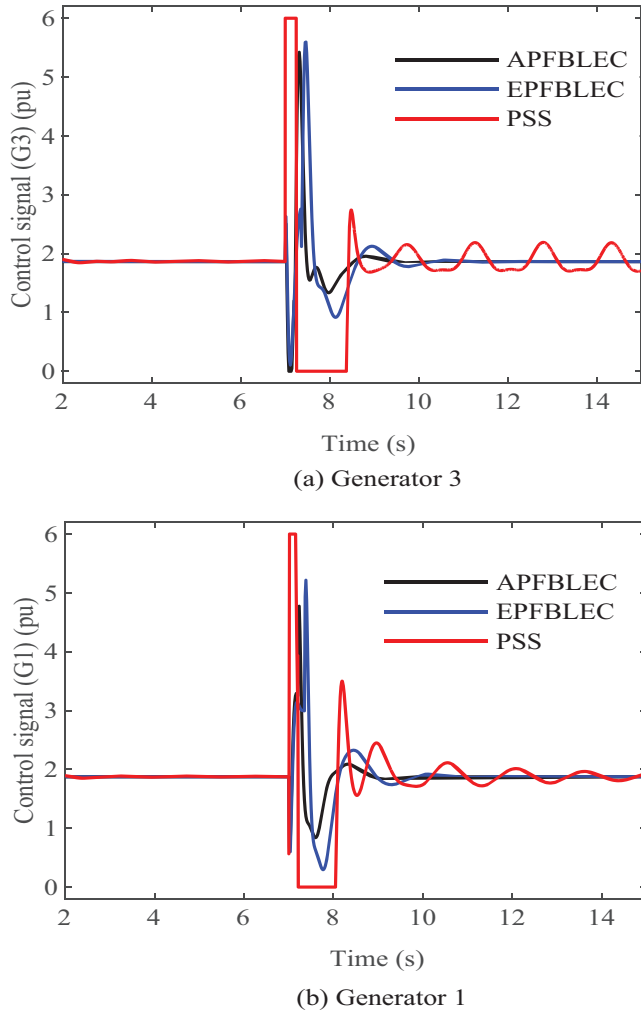 6
5
4
3
2
1
0
Control signal (G3) (pu)
APFBLEC
EPFBLEC
PSS
2 4 6 8 10 12 14
Time (s)
(a) Generator 3
6
5
4
3
2
1
0
Control signal (G1) (pu)
APFBLEC
EPFBLEC
PSS
2 4 6 8 10 12 14
Time (s)
(b) Generator 1